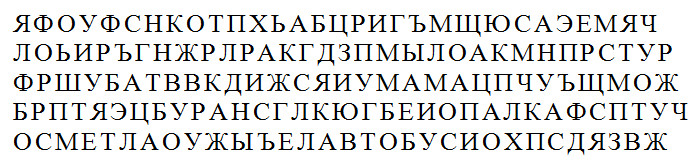 ЯФОУФСНКОТПХЬАБЦРИГЪМЩЮСАЭЕМЯЧ
ЛОЬИРЪГНЖРЛРАКГДЗПМЫЛОАКМНПРСТУР
ФРШУБАТВВКДИЖСЯИУМАМАЦПЧУЪЩМОЖ
БРПТЯЭЦБУРАНСГЛКЮГБЕИОПАЛКАФСПТУЧ
ОСМЕТЛАОУЖЫЪЕЛАВТОБУСИОХПСДЯЗВЖ